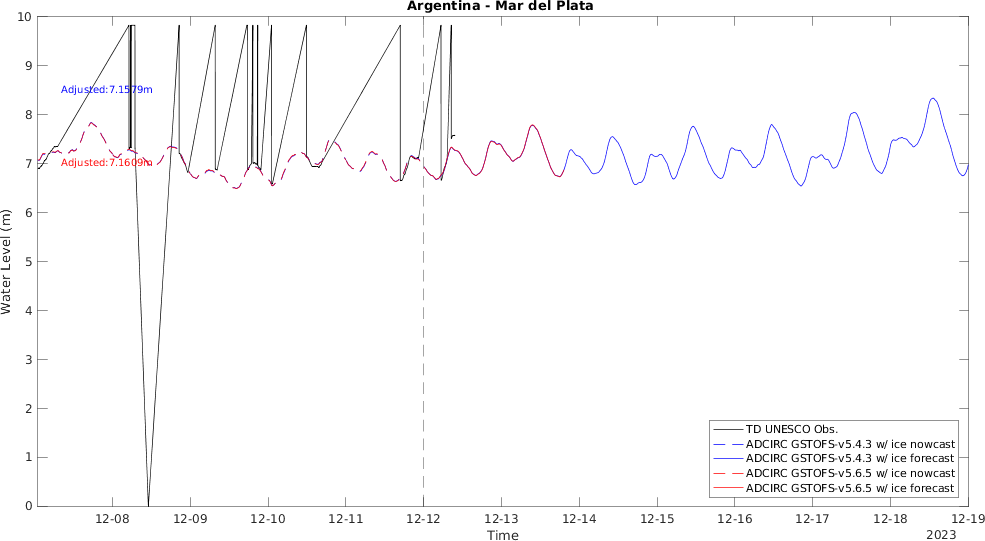 Argentina - Mar del Plata
10
9
8
7
6
5
4
3
2
1
0
Water Level (m)
Adjusted:7.1579m
Adjusted:7.1609m
TD UNESCO Obs.
ADCIRC GSTOFS-v5.4.3 w/ ice nowcast
ADCIRC GSTOFS-v5.4.3 w/ ice forecast
ADCIRC GSTOFS-v5.6.5 w/ ice nowcast
ADCIRC GSTOFS-v5.6.5 w/ ice forecast
12-08 12-09 12-10 12-11 12-12 12-13 12-14 12-15 12-16 12-17 12-18 12-19
Time
2023